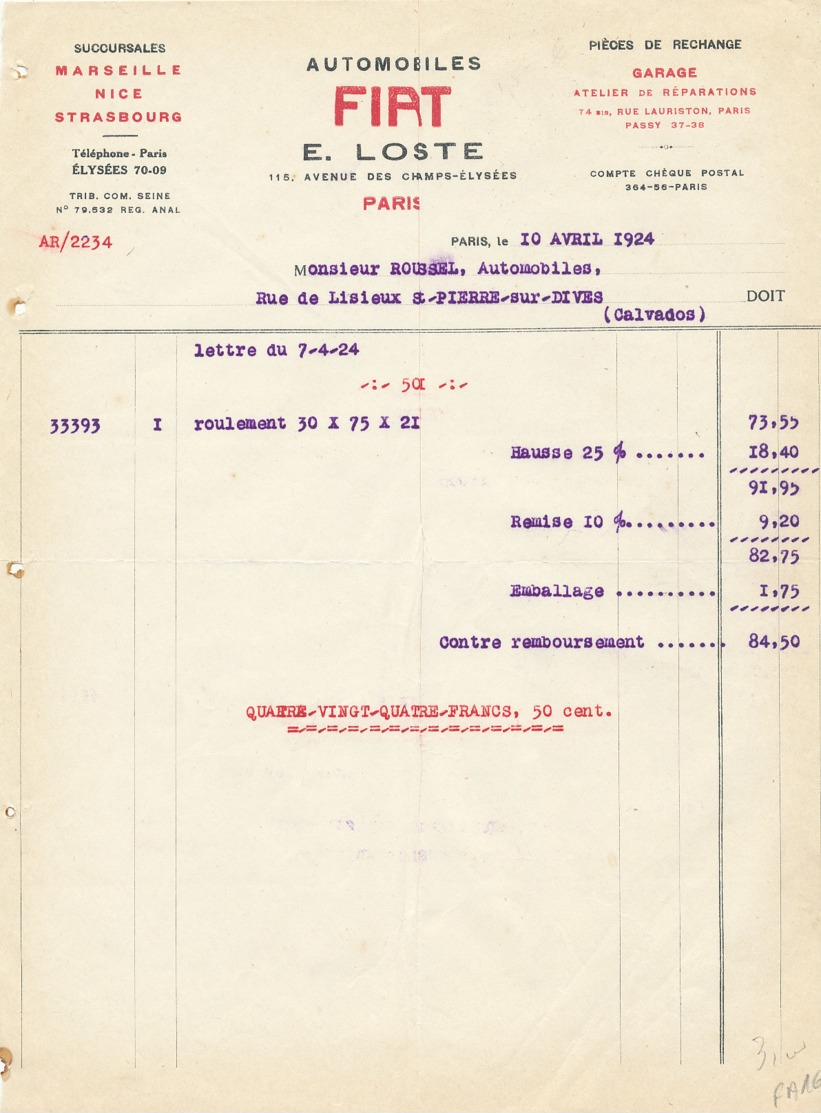 SUCCURSALES
MARSEILLE
NICE
STRASBOURG
Téléphone - Paris
ÉLYSÉES 70-09
TRIB. COM. SEINE
Nº 79.532 REG. ANAL
AUTOMOBILES
FIAT
E. LOSTE
115, AVENUE DES CHAMPS-ÉLYSÉES
PARIS
PIÈCES DE RECHANGE
GARAGE
ATELIER DE RÉPARATIONS
74 BIS, RUE LAURISTON, PARIS
PASSY 37-38
COMPTE CHÈQUE POSTAL
364-56-PARIS
AR/2234
PARIS, le 10 AVRIL 1924
Monsieur ROUSSEL, Automobiles,
Rue de Lisieux St-PIERRE-sur-DIVES DOIT
(Calvados)
lettre du 7-4-24
-:- 501 -:-
33393 I roulement 30 X 75 X 2I 73,55
Hausse 25 % ....... 18,40
91,95
Remise IO %......... 9,20
82,75
Emballage .......... I,75
Contre remboursement ....... 84,50
QUATRE-VINGT-QUATRE-FRANCS, 50 cent.
=-=-=-=-=-=-=-=-=-=-=-=-=-=